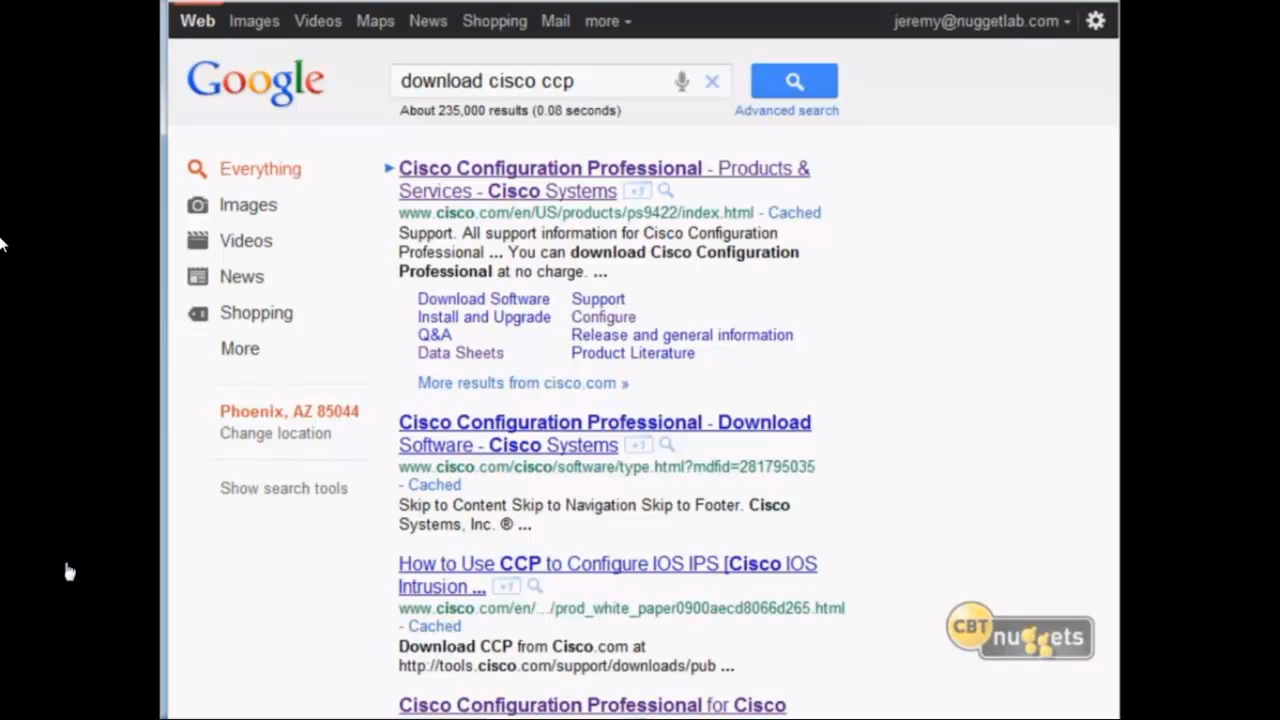 Web Images Videos Maps News Shopping Mail more jeremy@nuggetlab.com
Google
download cisco ccp
About 235,000 results (0.08 seconds)
Advanced search
Everything
Images
Videos
News
Shopping
More
Phoenix, AZ 85044
Change location
Show search tools
Cisco Configuration Professional - Products &
Services - Cisco Systems +1
www.cisco.com/en/US/products/ps9422/index.html - Cached
Support. All support information for Cisco Configuration
Professional ... You can download Cisco Configuration
Professional at no charge. ...
Download Software Support
Install and Upgrade Configure
Q&A Release and general information
Data Sheets Product Literature
More results from cisco.com »
Cisco Configuration Professional - Download
Software - Cisco Systems +1
www.cisco.com/cisco/software/type.html?mdfid=281795035
- Cached
Skip to Content Skip to Navigation Skip to Footer. Cisco
Systems, Inc. ® ...
How to Use CCP to Configure IOS IPS [Cisco IOS
Intrusion ... +1
www.cisco.com/en/.../prod_white_paper0900aecd8066d265.html
- Cached
Download CCP from Cisco.com at
http://tools.cisco.com/support/downloads/pub ...
Cisco Configuration Professional for Cisco
CBT nuggets